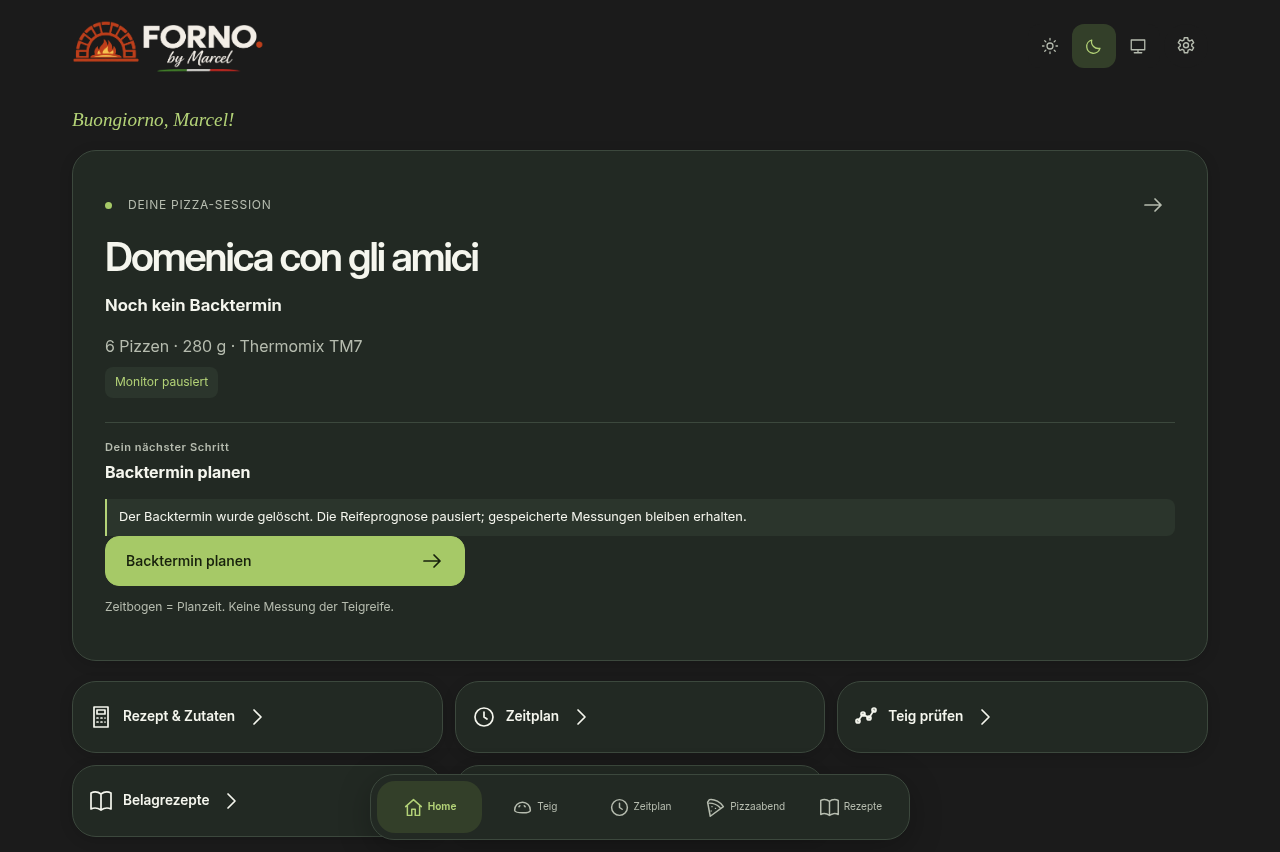 FORNO.
by Marcel
Buongiorno, Marcel!
DEINE PIZZA-SESSION
Domenica con gli amici
Noch kein Backtermin
6 Pizzen · 280 g · Thermomix TM7
Monitor pausiert
Dein nächster Schritt
Backtermin planen
Der Backtermin wurde gelöscht. Die Reifeprognose pausiert; gespeicherte Messungen bleiben erhalten.
Backtermin planen
Zeitbogen = Planzeit. Keine Messung der Teigreife.
Rezept & Zutaten
Zeitplan
Teig prüfen
Belagrezepte
Home
Teig
Zeitplan
Pizzaabend
Rezepte